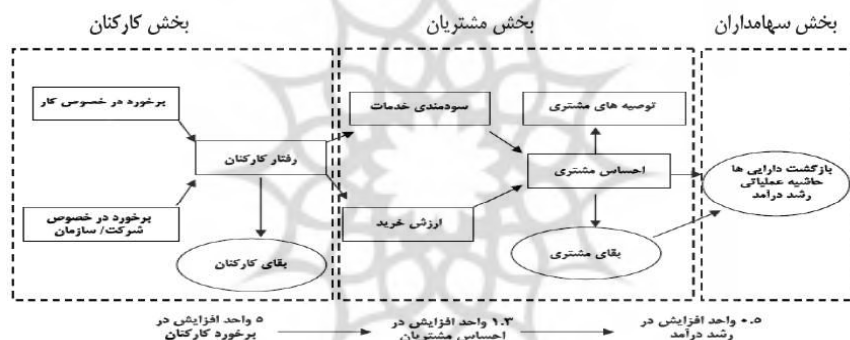 بخش سهامداران
بخش مشتریان
بخش کارکنان
برخورد در خصوص کار
رفتار کارکنان
برخورد در خصوص
شرکت/ سازمان
بقای کارکنان
سودمندی خدمات
ارزش خرید
توصیه های مشتری
احساس مشتری
بقای مشتری
بازگشت دارایی ها
حاشیه عملیاتی
رشد درآمد
۵ واحد افزایش در
برخورد کارکنان
۱.۳ واحد افزایش در
احساس مشتریان
۰.۵ واحد افزایش در
رشد درآمد